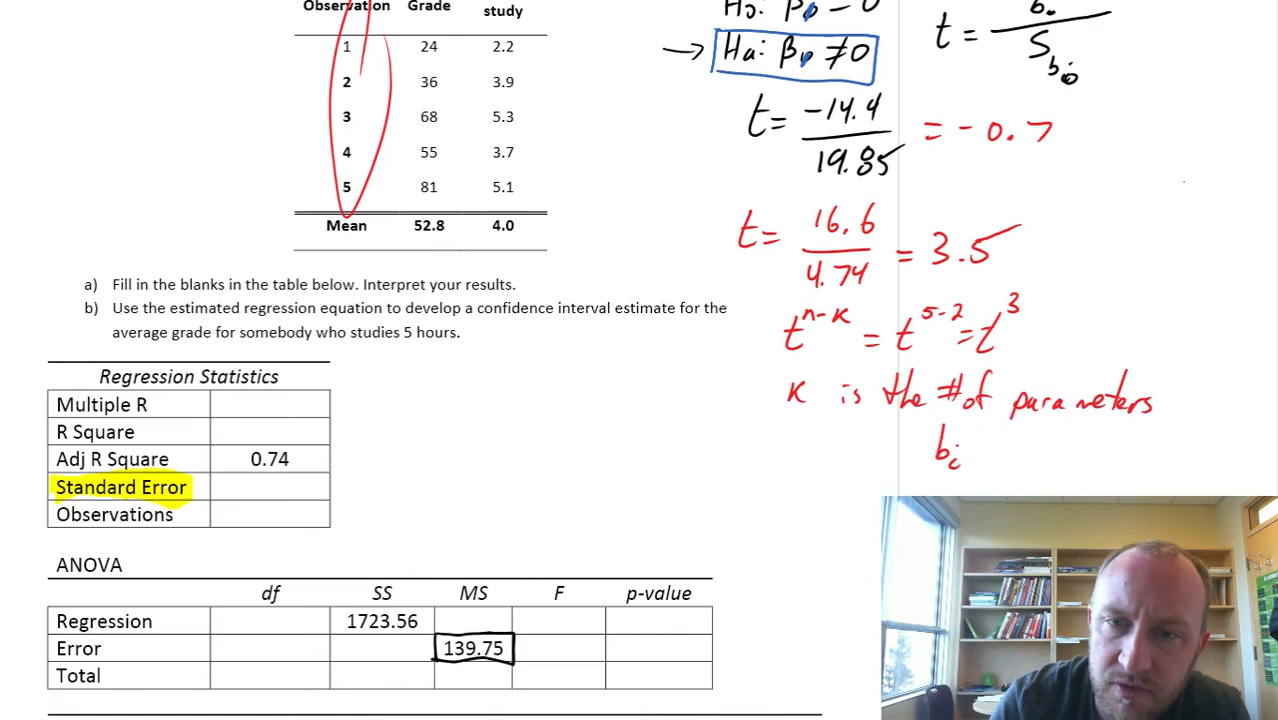 Observation Grade study
1 24 2.2
2 36 3.9
3 68 5.3
4 55 3.7
5 81 5.1
Mean 52.8 4.0
a) Fill in the blanks in the table below. Interpret your results.
b) Use the estimated regression equation to develop a confidence interval estimate for the
average grade for somebody who studies 5 hours.
Regression Statistics
Multiple R
R Square
Adj R Square 0.74
Standard Error
Observations
ANOVA
df SS MS F p-value
Regression 1723.56
Error 139.75
Total
→ Ha: β₀ ≠ 0
t = b₀ / S_b₀
t = -14.4 / 19.85 = -0.7
t = 16.6 / 4.74 = 3.5
t^n-k = t^5-2 = t^3
k is the # of parameters
bᵢ